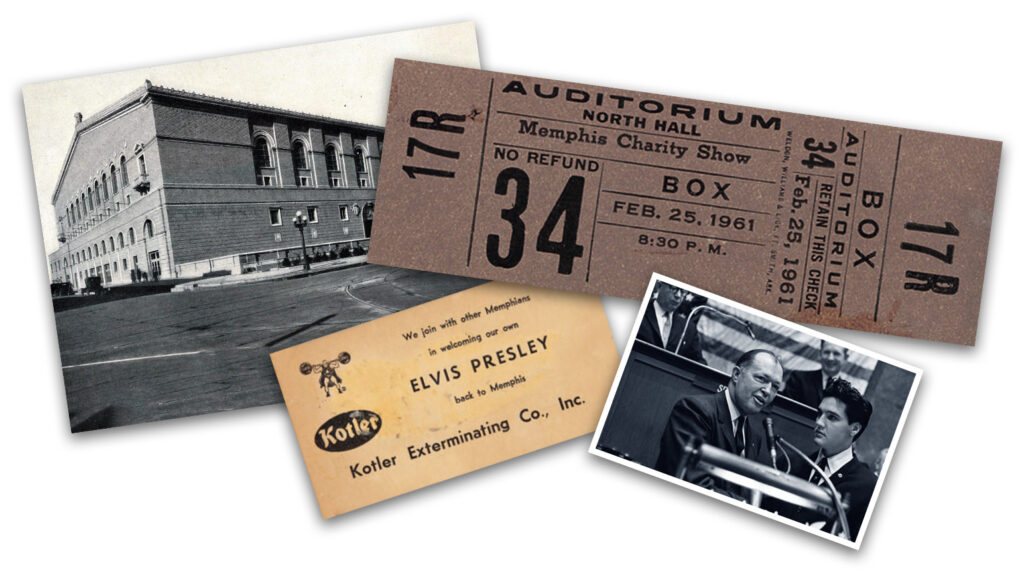 17R
AUDITORIUM
NORTH HALL
Memphis Charity Show
NO REFUND
34
BOX
FEB. 25, 1961
8:30 P. M.
34
RETAIN THIS CHECK
Feb. 25, 1961
AUDITORIUM
BOX
17R
We join with other Memphians
in welcoming our own
ELVIS PRESLEY
back to Memphis
Kotler
Kotler Exterminating Co., Inc.